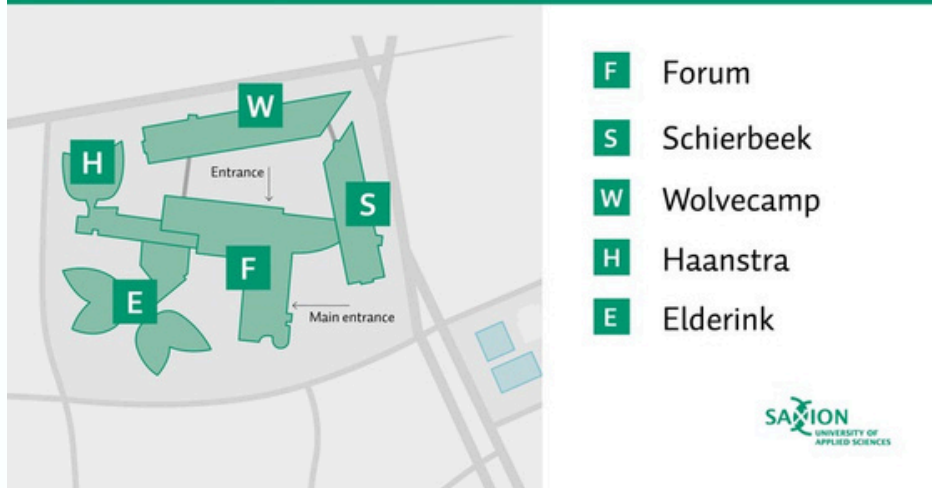 W
H
Entrance
S
F
E
Main entrance
F Forum
S Schierbeek
W Wolvecamp
H Haanstra
E Elderink
SAXION
UNIVERSITY OF
APPLIED SCIENCES